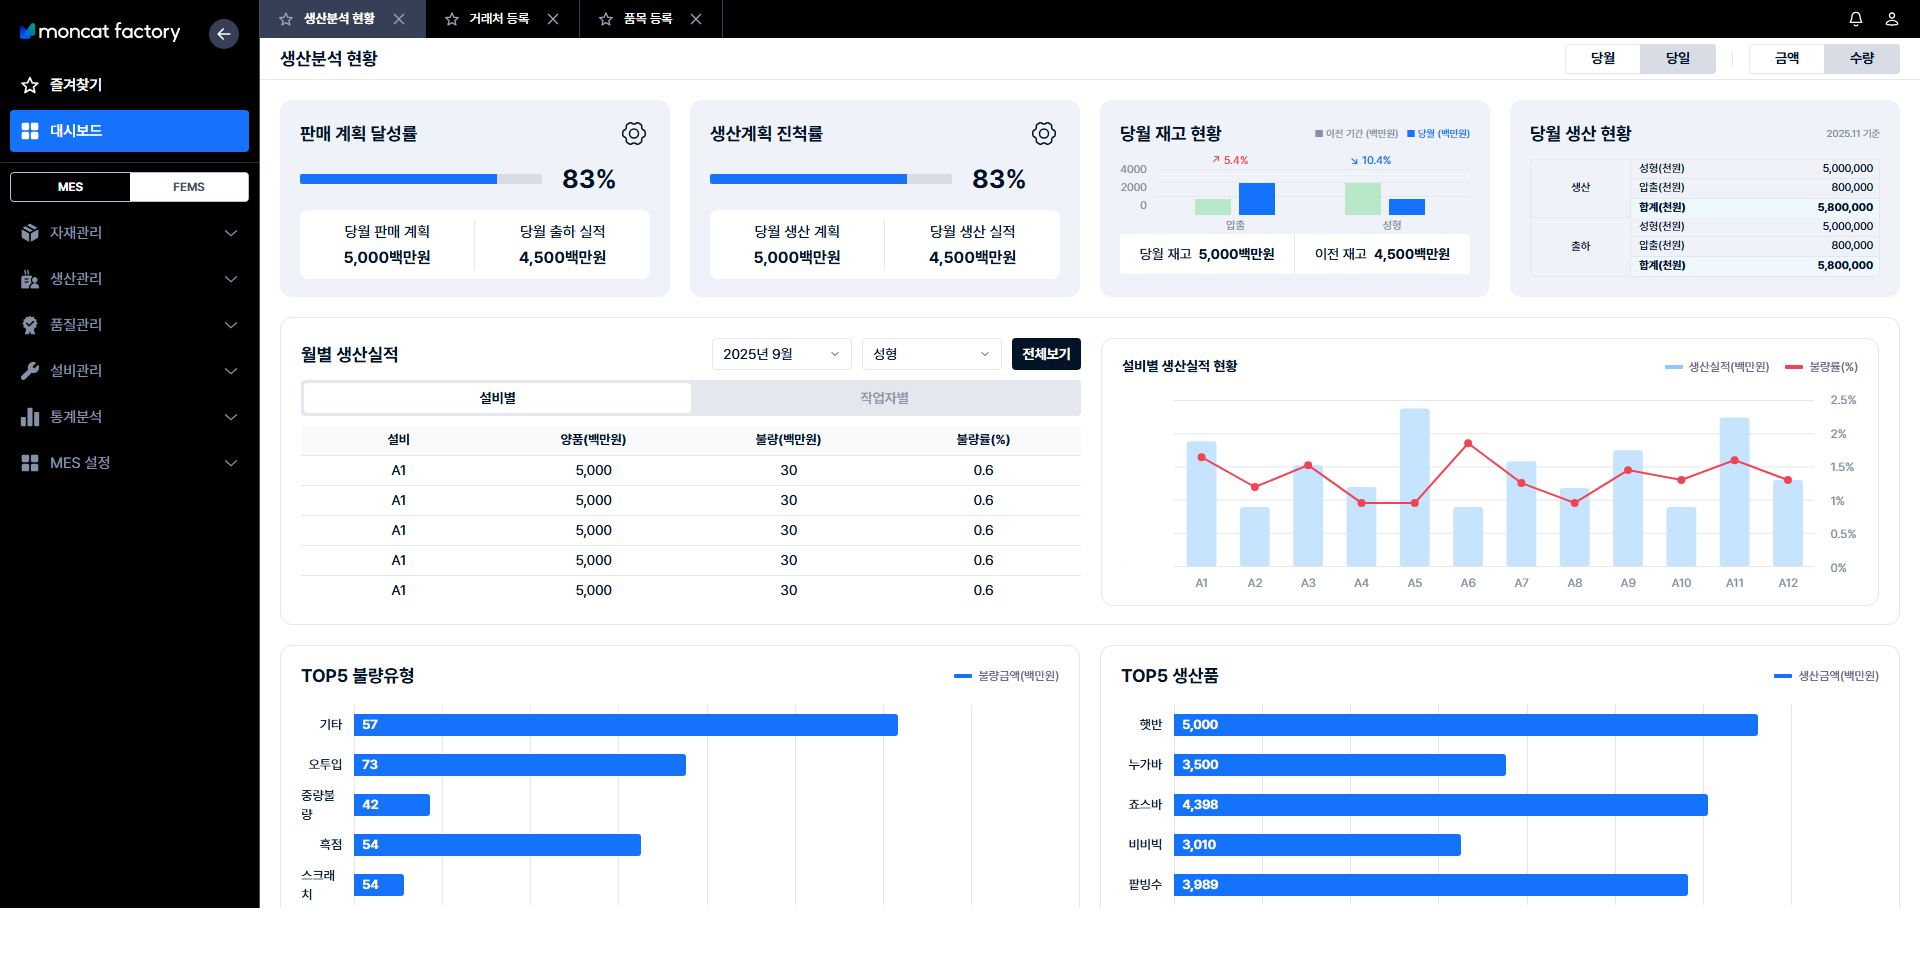 moncat factory
즐겨찾기
대시보드
MES
FEMS
자재관리
생산관리
품질관리
설비관리
통계분석
MES 설정
생산분석 현황
거래처 등록
품목 등록
생산분석 현황
당월
당일
금액
수량
판매 계획 달성률
83%
당월 판매 계획
5,000백만원
당월 출하 실적
4,500백만원
생산계획 진척률
83%
당월 생산 계획
5,000백만원
당월 생산 실적
4,500백만원
당월 재고 현황
이전 기간 (백만원)
당월 (백만원)
5.4%
10.4%
4000
2000
0
압출
성형
당월 재고 5,000백만원
이전 재고 4,500백만원
당월 생산 현황
2025.11 기준
생산
성형(천원) 5,000,000
압출(천원) 800,000
합계(천원) 5,800,000
출하
성형(천원) 5,000,000
압출(천원) 800,000
합계(천원) 5,800,000
월별 생산실적
2025년 9월
성형
전체보기
설비별
작업자별
설비 양품(백만원) 불량(백만원) 불량률(%)
A1 5,000 30 0.6
A1 5,000 30 0.6
A1 5,000 30 0.6
A1 5,000 30 0.6
A1 5,000 30 0.6
설비별 생산실적 현황
생산실적(백만원)
불량률(%)
2.5%
2%
1.5%
1%
0.5%
0%
A1 A2 A3 A4 A5 A6 A7 A8 A9 A10 A11 A12
TOP5 불량유형
불량금액(백만원)
기타 57
오투입 73
중량불
량
42
흑점 54
스크래
치
54
TOP5 생산품
생산금액(백만원)
햇반 5,000
누가바 3,500
죠스바 4,398
비비빅 3,010
팥빙수 3,989